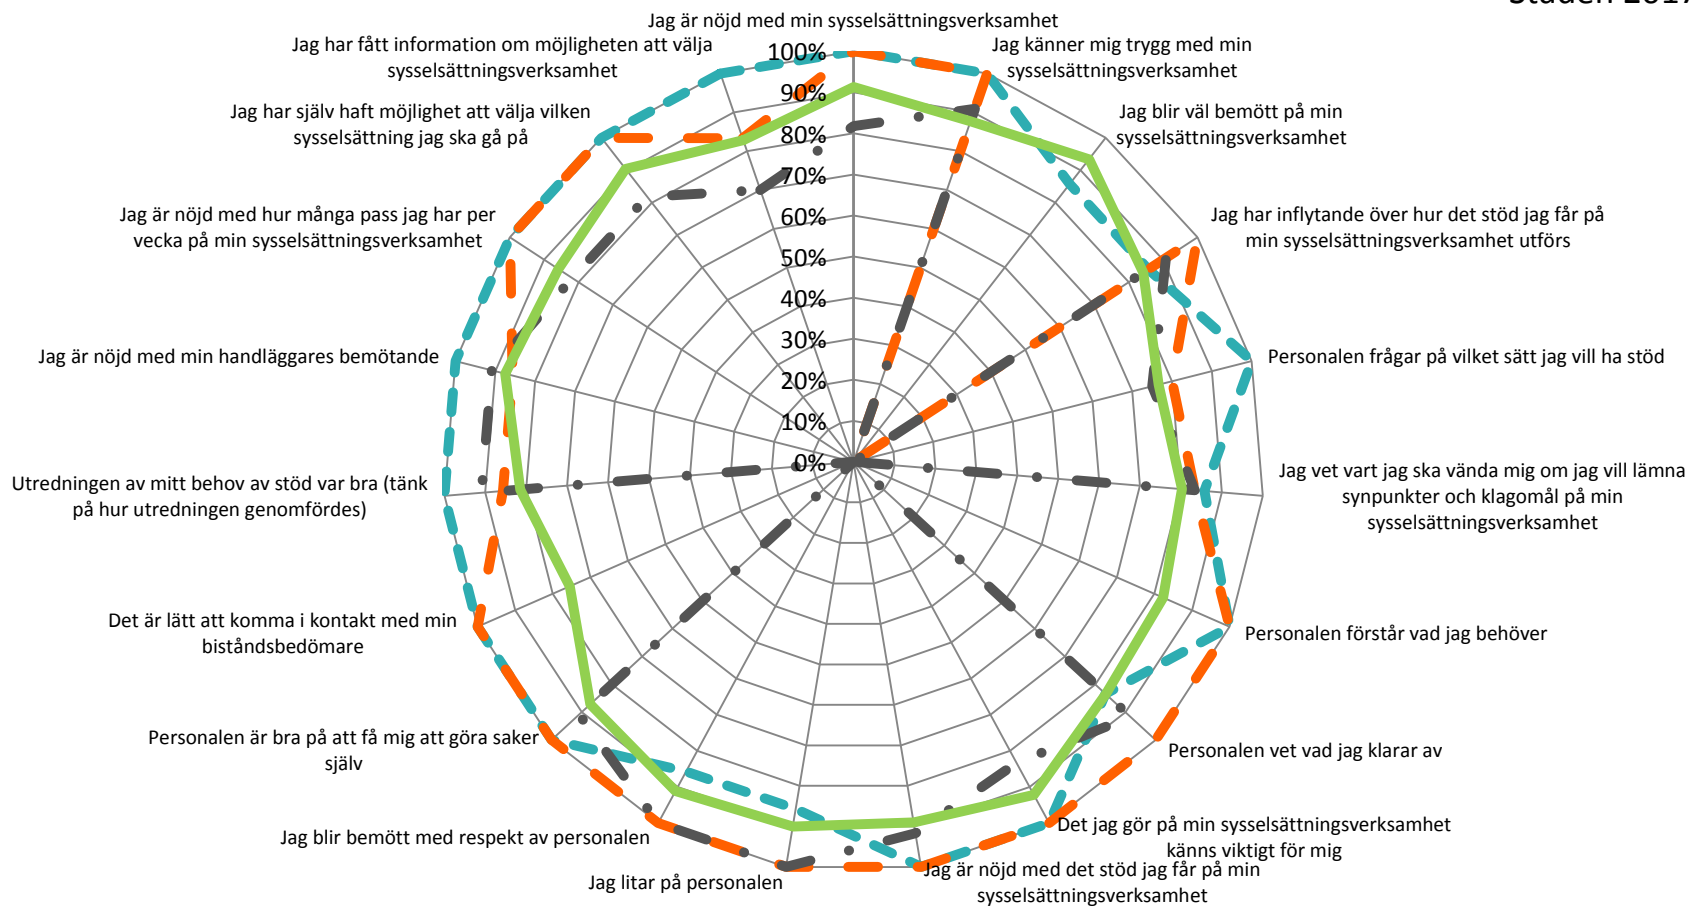 Jag är nöjd med min sysselsättningsverksamhet
Jag känner mig trygg med min
sysselsättningsverksamhet
Jag blir väl bemött på min
sysselsättningsverksamhet
Jag har inflytande över hur det stöd jag får på
min sysselsättningsverksamhet utförs
Personalen frågar på vilket sätt jag vill ha stöd
Jag vet vart jag ska vända mig om jag vill lämna
synpunkter och klagomål på min
sysselsättningsverksamhet
Personalen förstår vad jag behöver
Personalen vet vad jag klarar av
Det jag gör på min sysselsättningsverksamhet
känns viktigt för mig
Jag är nöjd med det stöd jag får på min
sysselsättningsverksamhet
Jag litar på personalen
Jag blir bemött med respekt av personalen
Personalen är bra på att få mig att göra saker
själv
Det är lätt att komma i kontakt med min
biståndsbedömare
Utredningen av mitt behov av stöd var bra (tänk
på hur utredningen genomfördes)
Jag är nöjd med min handläggares bemötande
Jag är nöjd med hur många pass jag har per
vecka på min sysselsättningsverksamhet
Jag har själv haft möjlighet att välja vilken
sysselsättning jag ska gå på
Jag har fått information om möjligheten att välja
sysselsättningsverksamhet
100%
90%
80%
70%
60%
50%
40%
30%
20%
10%
0%